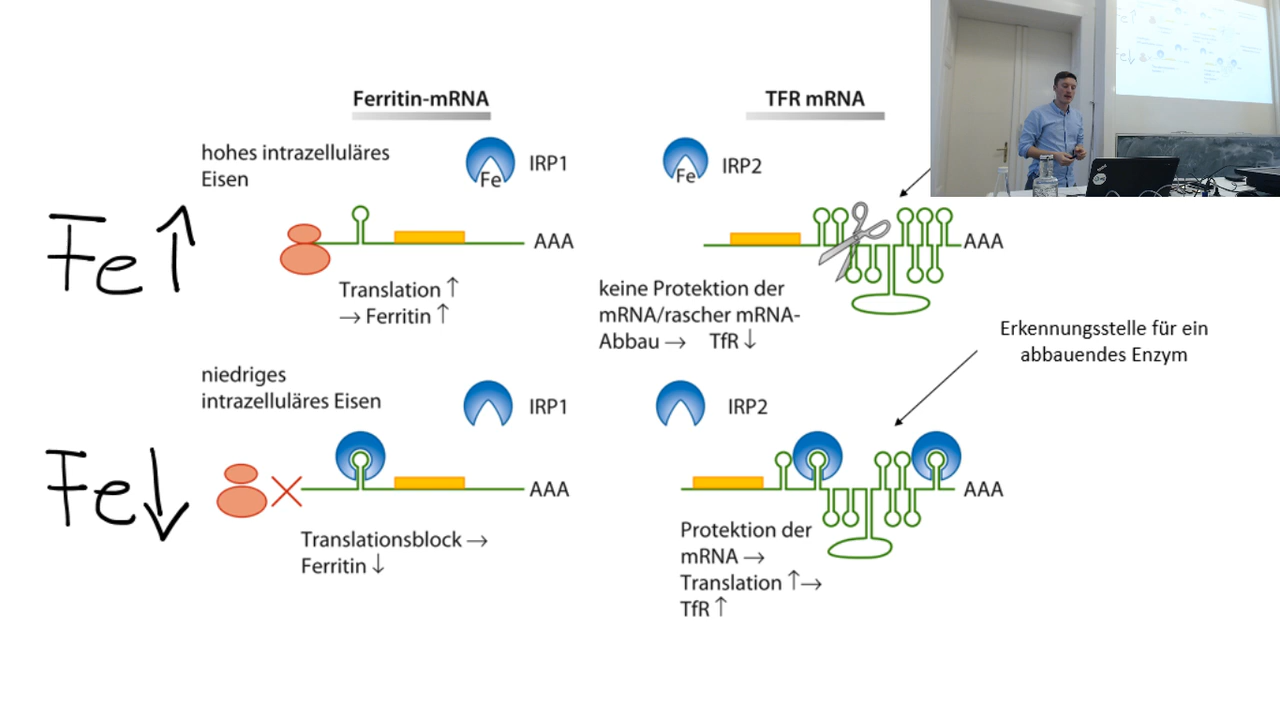 Ferritin-mRNA
TFR mRNA
hohes intrazelluläres
Eisen
Fe
IRP1
Fe
IRP2
Fe↑
AAA
AAA
Translation ↑
→ Ferritin ↑
keine Protektion der
mRNA/rascher mRNA-
Abbau → TfR ↓
Erkennungsstelle für ein
abbauendes Enzym
niedriges
intrazelluläres Eisen
IRP1
IRP2
Fe↓
AAA
AAA
Translationsblock →
Ferritin ↓
Protektion der
mRNA →
Translation ↑→
TfR ↑